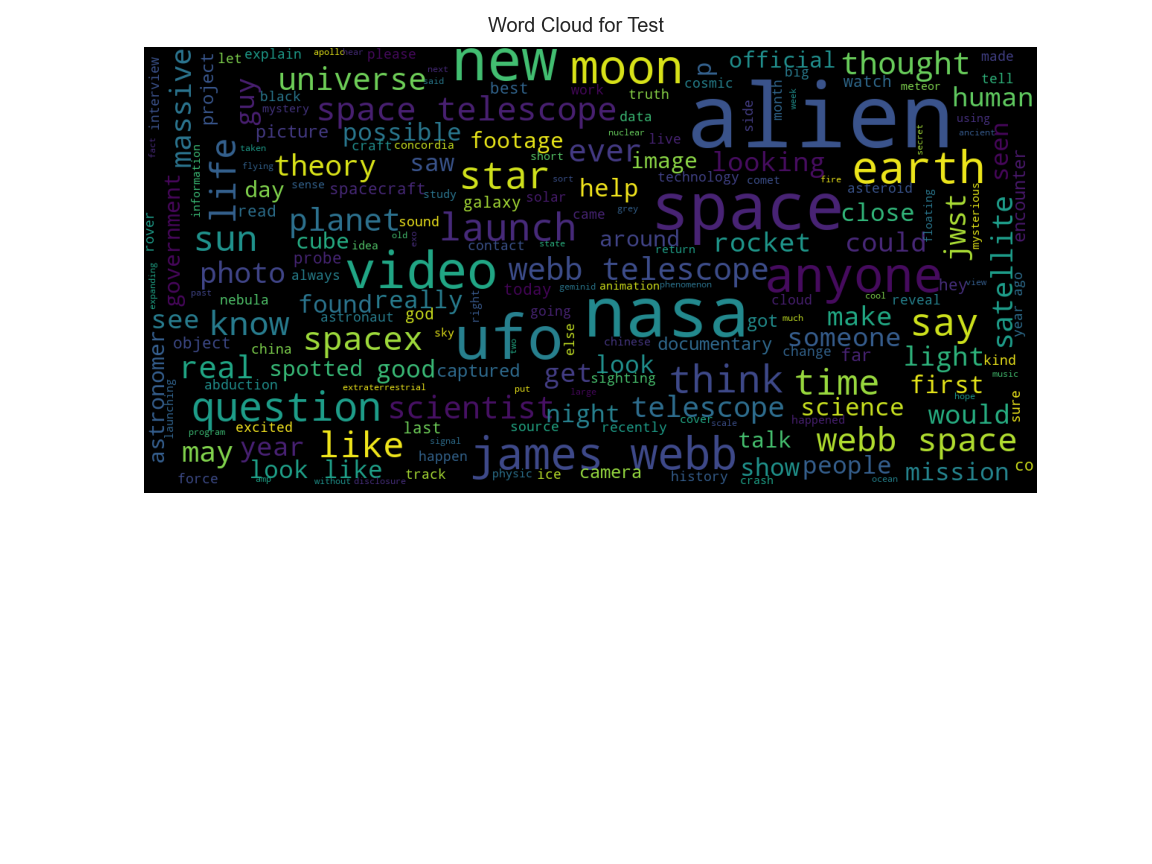 Word Cloud for Test
fact interview
massive
project
let explain apollo near please
next
said
new
moon
p
official
big
thought
made
universe
guy
black
mystery
best
work
truth
cosmic
month
week
watch
meteor
tell
human
space telescope
data
side
alien
using
ancient
picture
possible
craft concordia
footage
nuclear
live
ever
secret
seen
information
life
taken
flying
theory
saw
short
image
looking
earth
encounter
day
sense
spacecraft
study
star
sort
help
technology
comet
fire
asteroid
galaxy
solar
grey
space
close
floating
jwst
mysterious
rover
government
read
planet
sound
launch
came
sun
cube
idea
old
exo
contact
state
around
return
rocket
could
satellite
expanding
photo
probe
always
video
webb telescope
anyone
hey view
year ago
past
nebula
found
really
today
geminid
animation
phenomenon
cloud
cool
reveal
right
see
know
astronaut
god
going
nasa
got
much
make
say
astronomer
object
china
spacex
sky
ufo
two
else
chinese
documentary
someone
change
far
light
kind
music
real
spotted
good
captured
get
look
sighting
think
time
first
launching
abduction
extraterrestrial
put
large
hope
sure
question
scientist
night
telescope
science
would
program
excited
last
source
recently
cover
scale
happened
may
year
like
signal
happen
james webb
talk
webb space
force
look like
amp
without
disclosure
track
physic
ice
camera
history
show
crash
people
ocean
mission
co